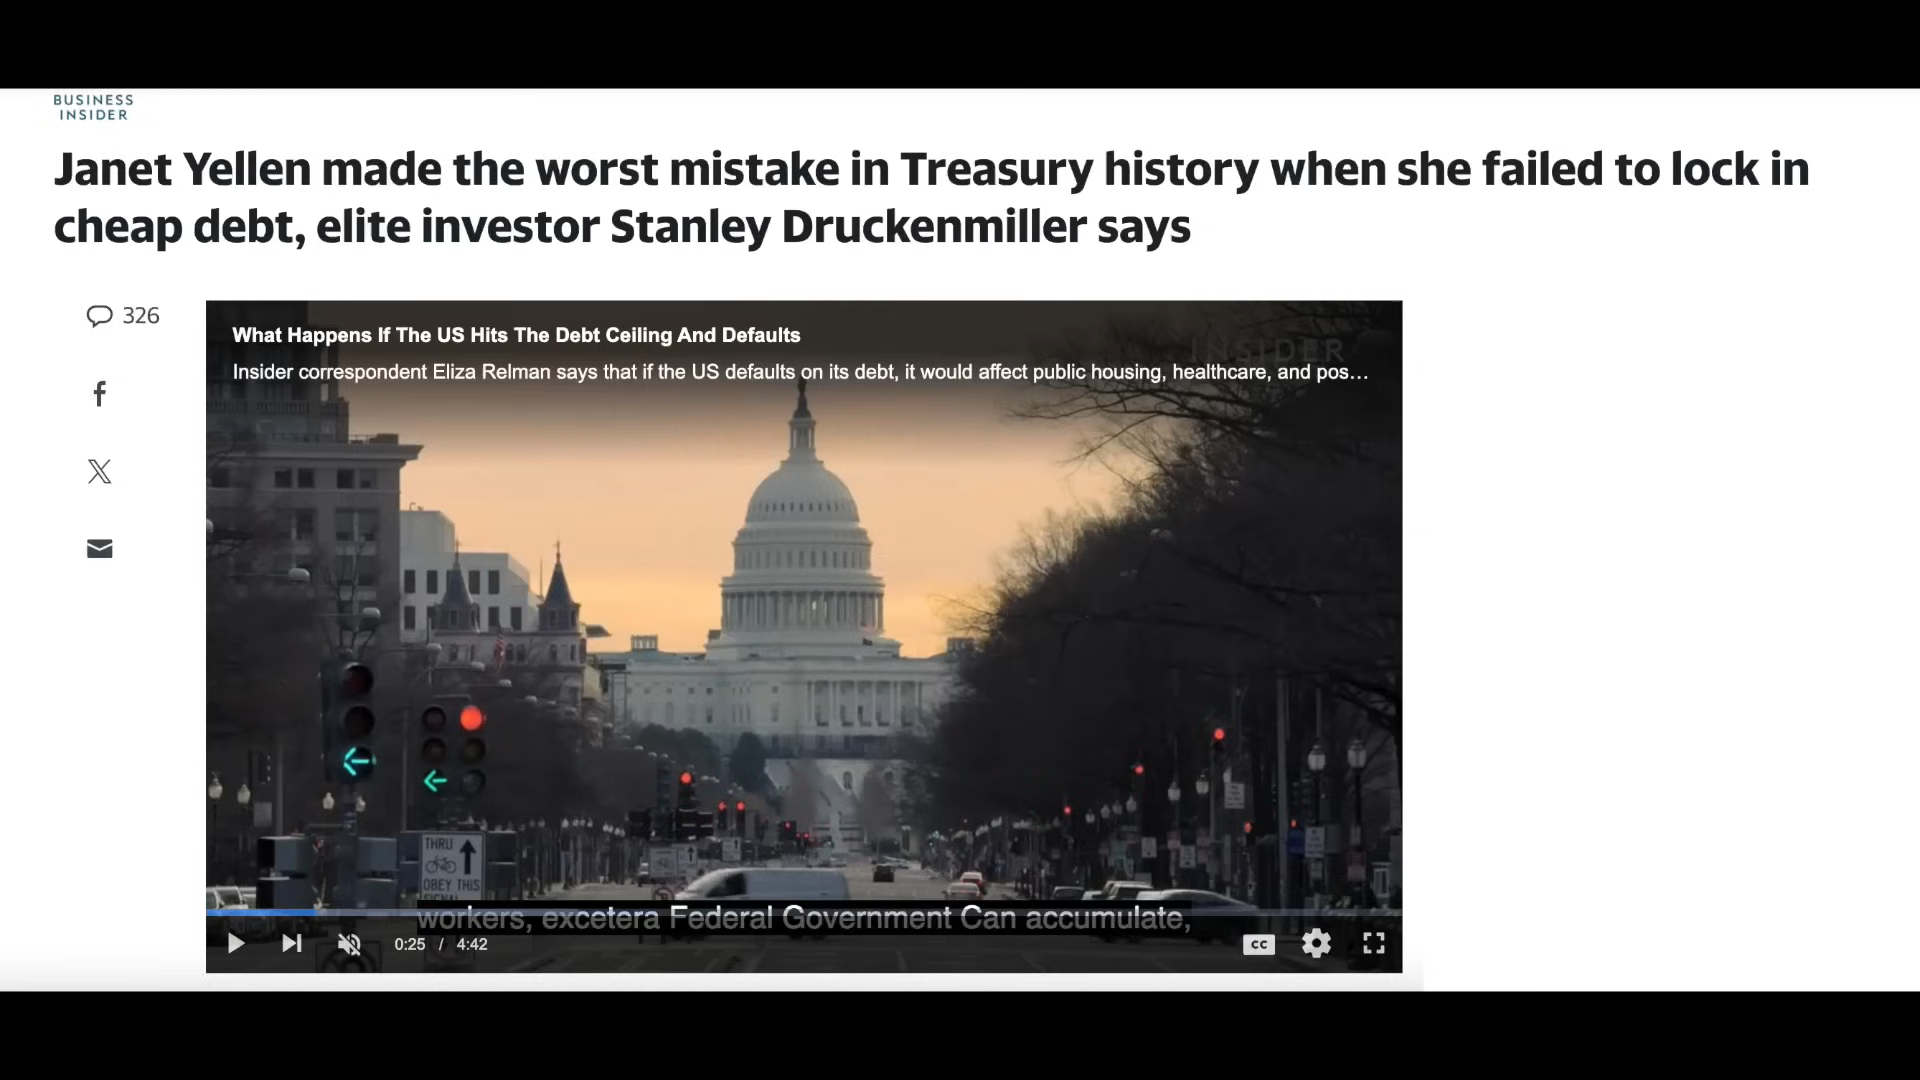 BUSINESS
INSIDER
Janet Yellen made the worst mistake in Treasury history when she failed to lock in
cheap debt, elite investor Stanley Druckenmiller says
326
What Happens If The US Hits The Debt Ceiling And Defaults
INSIDER
Insider correspondent Eliza Relman says that if the US defaults on its debt, it would affect public housing, healthcare, and pos...
THRU
OBEY THIS
SIGNAL
workers, excetera Federal Government Can accumulate,
0:25 / 4:42
CC